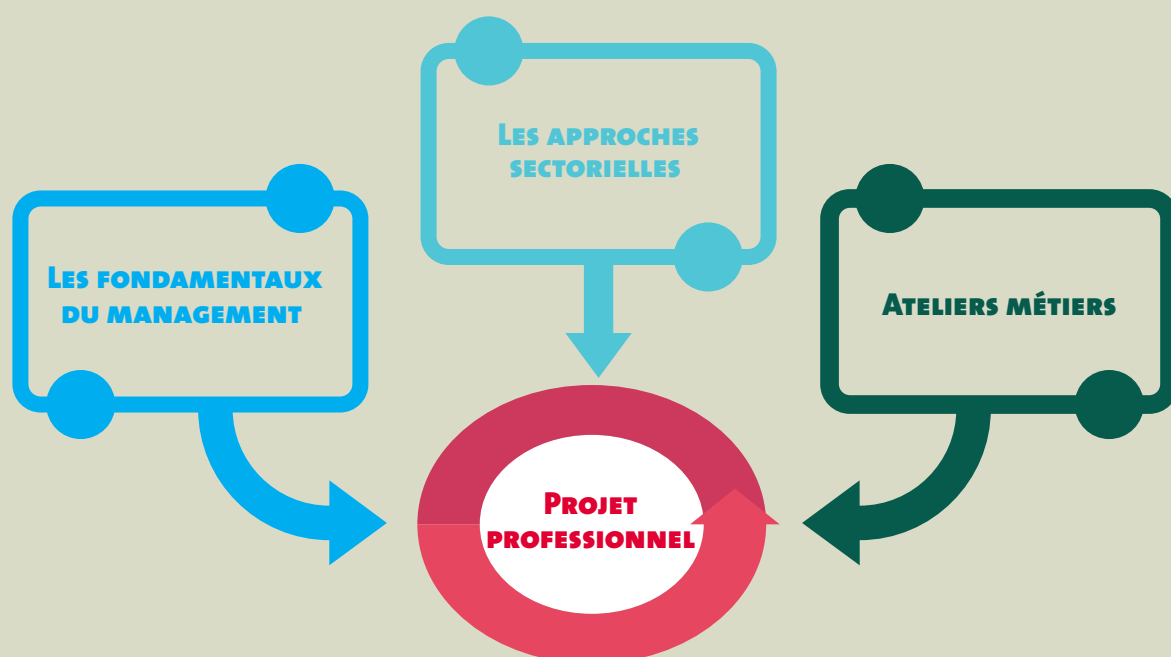 Les approches
sectorielles
Les fondamentaux
du management
Ateliers métiers
Projet
professionnel